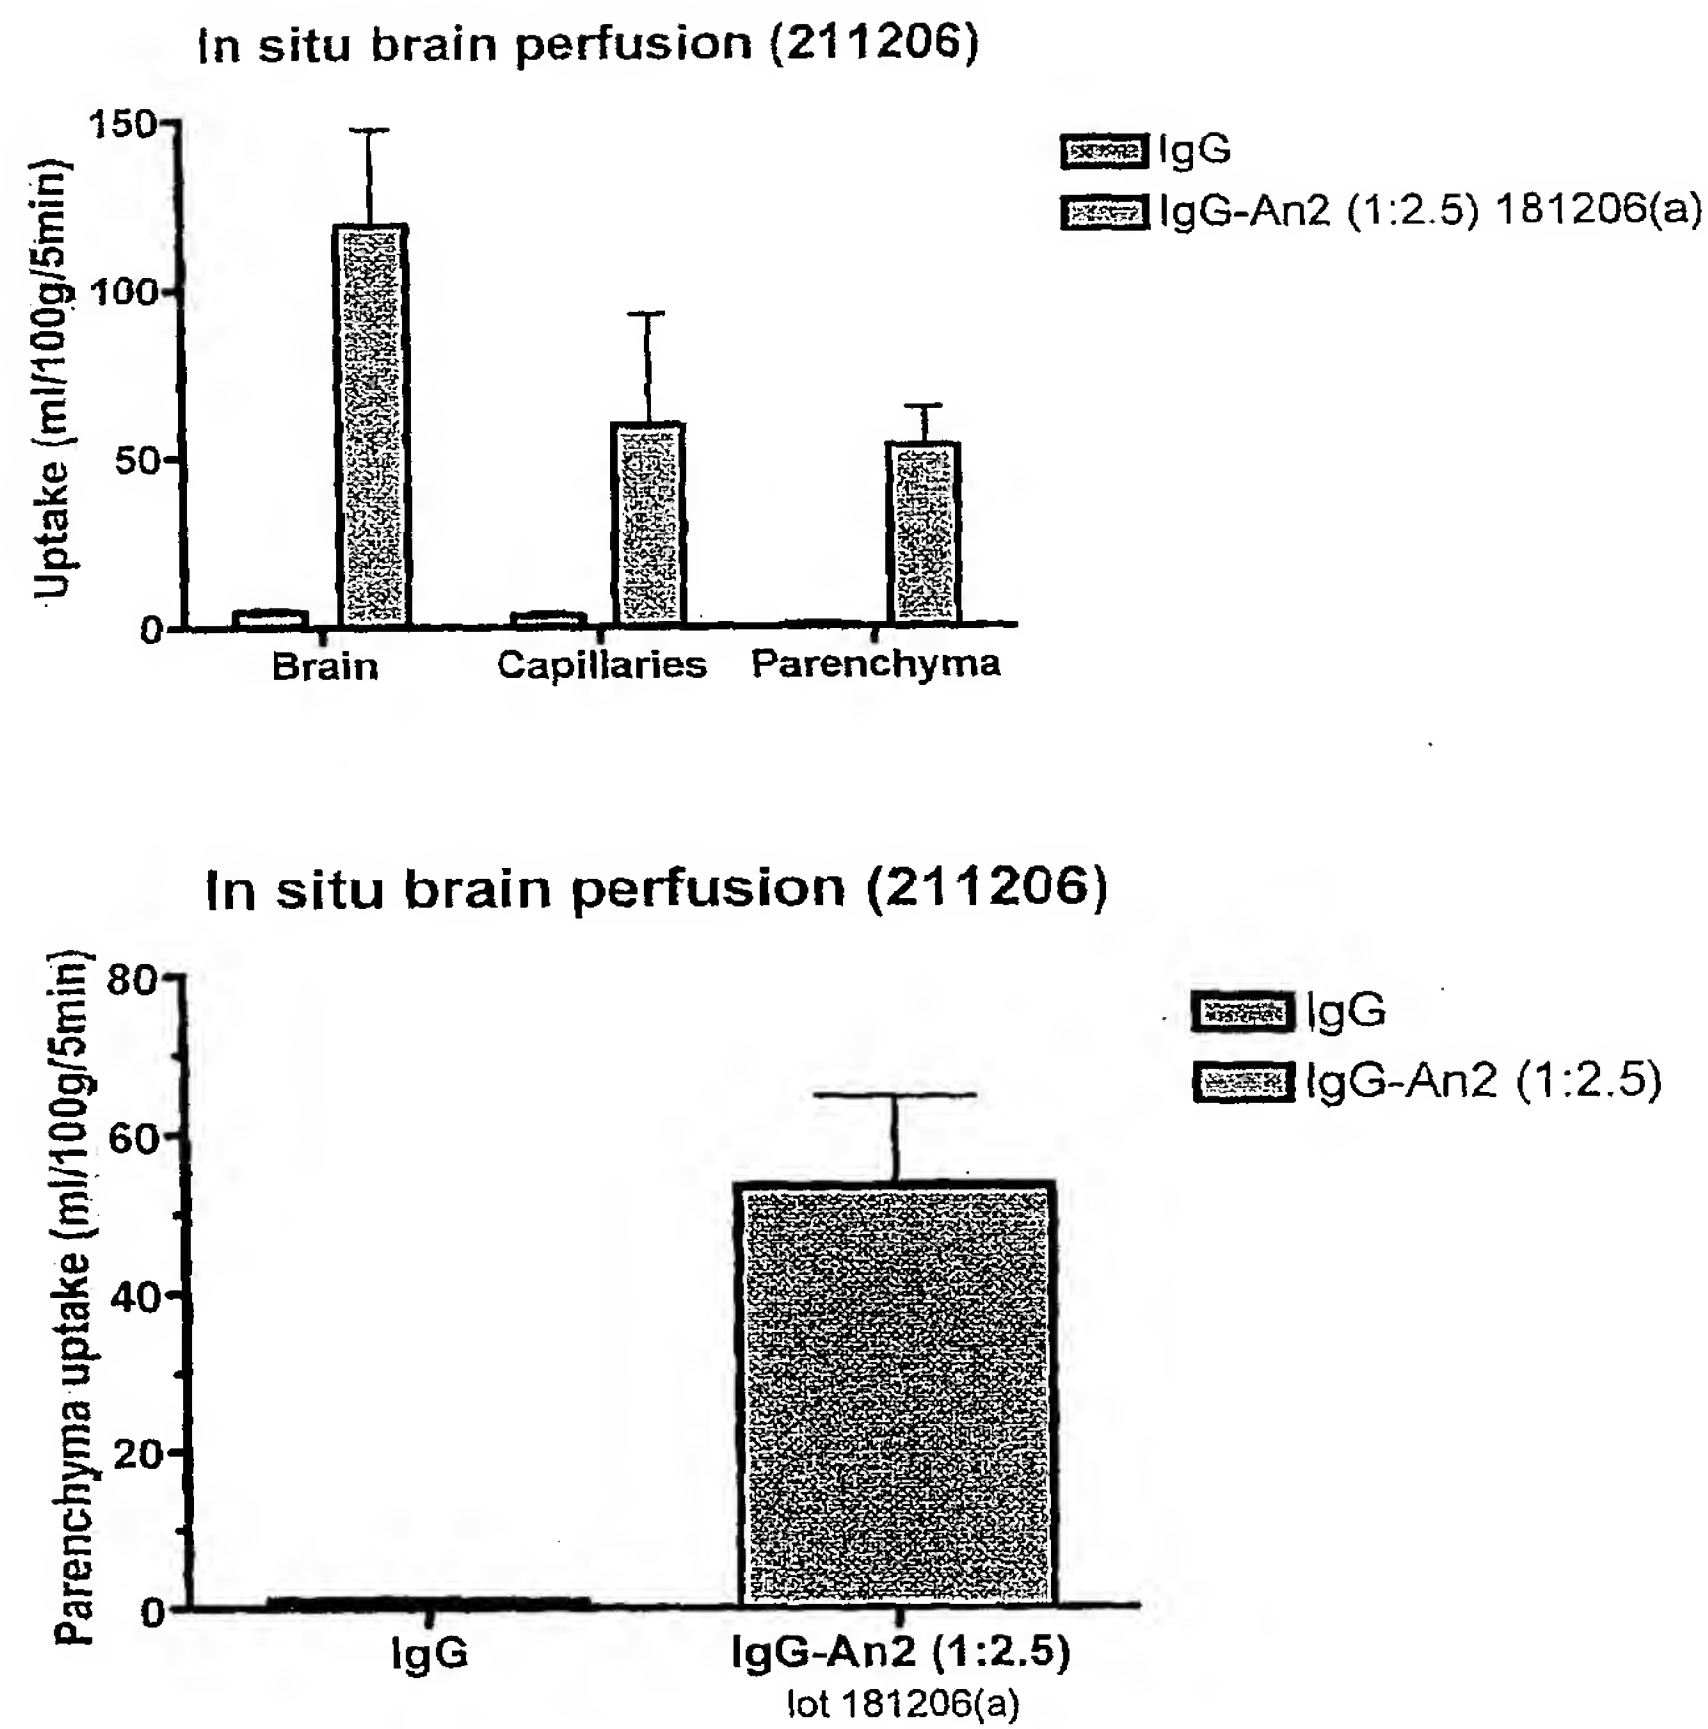 In situ brain perfusion (211206)
Uptake (ml/100g/5min)
150
100
50
0
Brain
Capillaries
Parenchyma
IgG
IgG-An2 (1:2.5) 181206(a)
In situ brain perfusion (211206)
Parenchyma uptake (ml/100g/5min)
80
60
40
20
0
IgG
IgG-An2 (1:2.5)
lot 181206(a)
IgG
IgG-An2 (1:2.5)